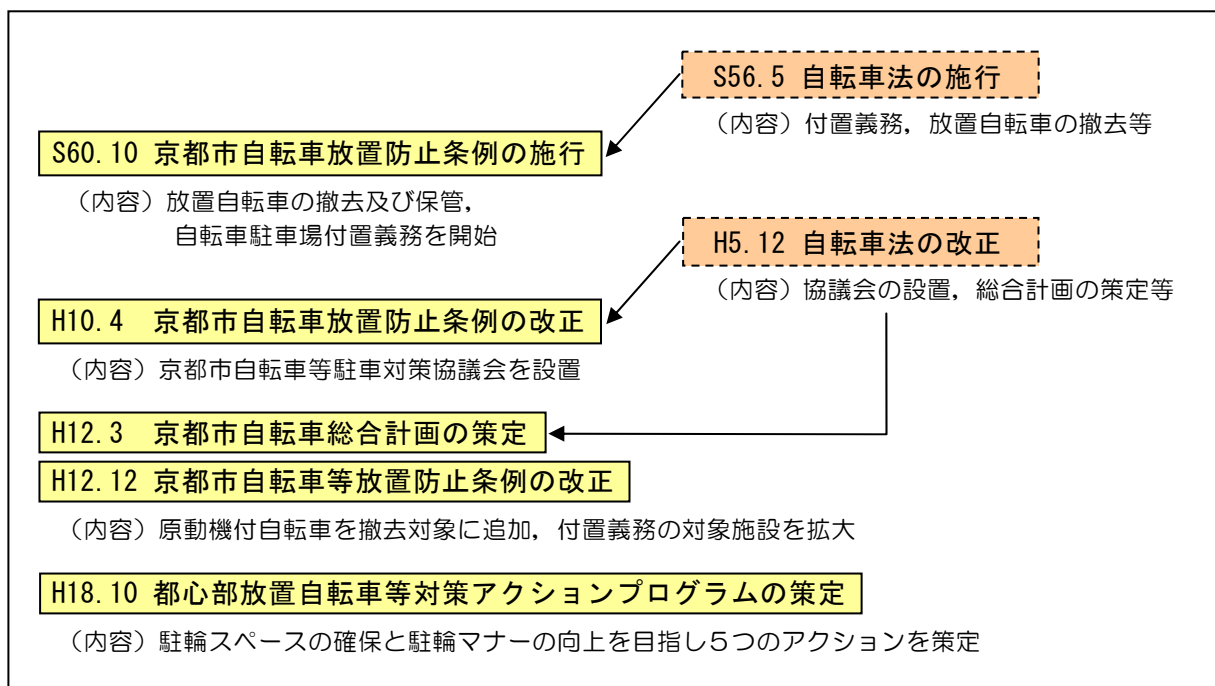 S56.5 自転車法の施行
（内容）付置義務，放置自転車の撤去等
S60.10 京都市自転車放置防止条例の施行
（内容）放置自転車の撤去及び保管，
自転車駐車場付置義務を開始
H5.12 自転車法の改正
（内容）協議会の設置，総合計画の策定等
H10.4 京都市自転車放置防止条例の改正
（内容）京都市自転車等駐車対策協議会を設置
H12.3 京都市自転車総合計画の策定
H12.12 京都市自転車等放置防止条例の改正
（内容）原動機付自転車を撤去対象に追加，付置義務の対象施設を拡大
H18.10 都心部放置自転車等対策アクションプログラムの策定
（内容）駐輪スペースの確保と駐輪マナーの向上を目指し５つのアクションを策定